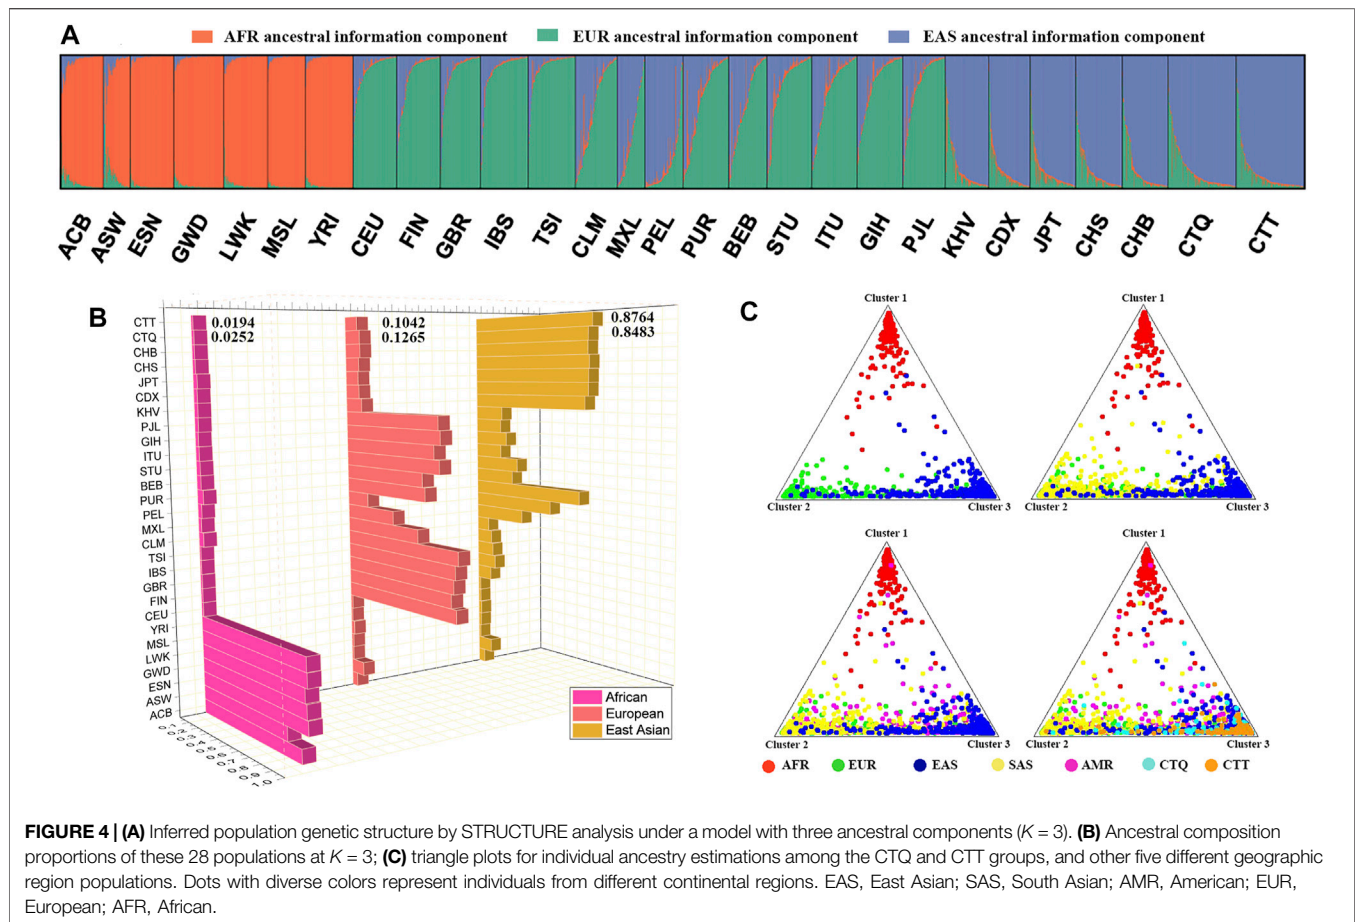 A
AFR ancestral information component EUR ancestral information component EAS ancestral information component
ACB ASW ESN GWD LWK MSL YRI CEU FIN GBR IBS TSI CLM MXL PEL PUR BEB STU ITU GIH PJL KHV CDX JPT CHS CHB CTQ CTT
B
CTT
CTQ
CHB
CHS
JPT
CDX
KHV
PJL
GIH
ITU
STU
BEB
PUR
PEL
MXL
CLM
TSI
IBS
GBR
FIN
CEU
YRI
MSL
LWK
GWD
ESN
ASW
ACB
0.0194 0.1042 0.8764
0.0252 0.1265 0.8483
African
European
East Asian
C
Cluster 1 Cluster 1
Cluster 2 Cluster 3 Cluster 2 Cluster 3
Cluster 1 Cluster 1
Cluster 2 Cluster 3 Cluster 2 Cluster 3
AFR EUR EAS SAS AMR CTQ CTT
FIGURE 4 | (A) Inferred population genetic structure by STRUCTURE analysis under a model with three ancestral components (K = 3). (B) Ancestral composition
proportions of these 28 populations at K = 3; (C) triangle plots for individual ancestry estimations among the CTQ and CTT groups, and other five different geographic
region populations. Dots with diverse colors represent individuals from different continental regions. EAS, East Asian; SAS, South Asian; AMR, American; EUR,
European; AFR, African.